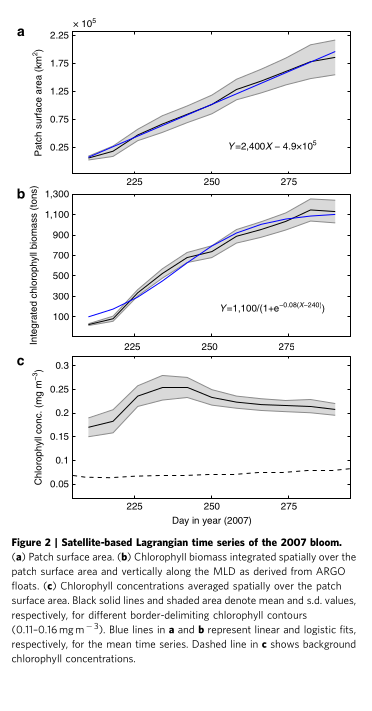 a
× 10⁵
2.25
1.75
1.25
0.75
0.25
Patch surface area (km²)
Y=2,400X – 4.9×10⁵
225
250
275
b
1,300
1,100
900
700
500
300
100
Integrated chlorophyll biomass (tons)
Y=1,100/(1+e⁻⁰·⁰⁸⁽ˣ⁻²⁴⁰⁾)
225
250
275
c
0.3
0.25
0.2
0.15
0.1
0.05
Chlorophyll conc. (mg m⁻³)
225
250
275
Day in year (2007)
Figure 2 | Satellite-based Lagrangian time series of the 2007 bloom.
(a) Patch surface area. (b) Chlorophyll biomass integrated spatially over the
patch surface area and vertically along the MLD as derived from ARGO
floats. (c) Chlorophyll concentrations averaged spatially over the patch
surface area. Black solid lines and shaded area denote mean and s.d. values,
respectively, for different border-delimiting chlorophyll contours
(0.11–0.16 mg m⁻³). Blue lines in a and b represent linear and logistic fits,
respectively, for the mean time series. Dashed line in c shows background
chlorophyll concentrations.